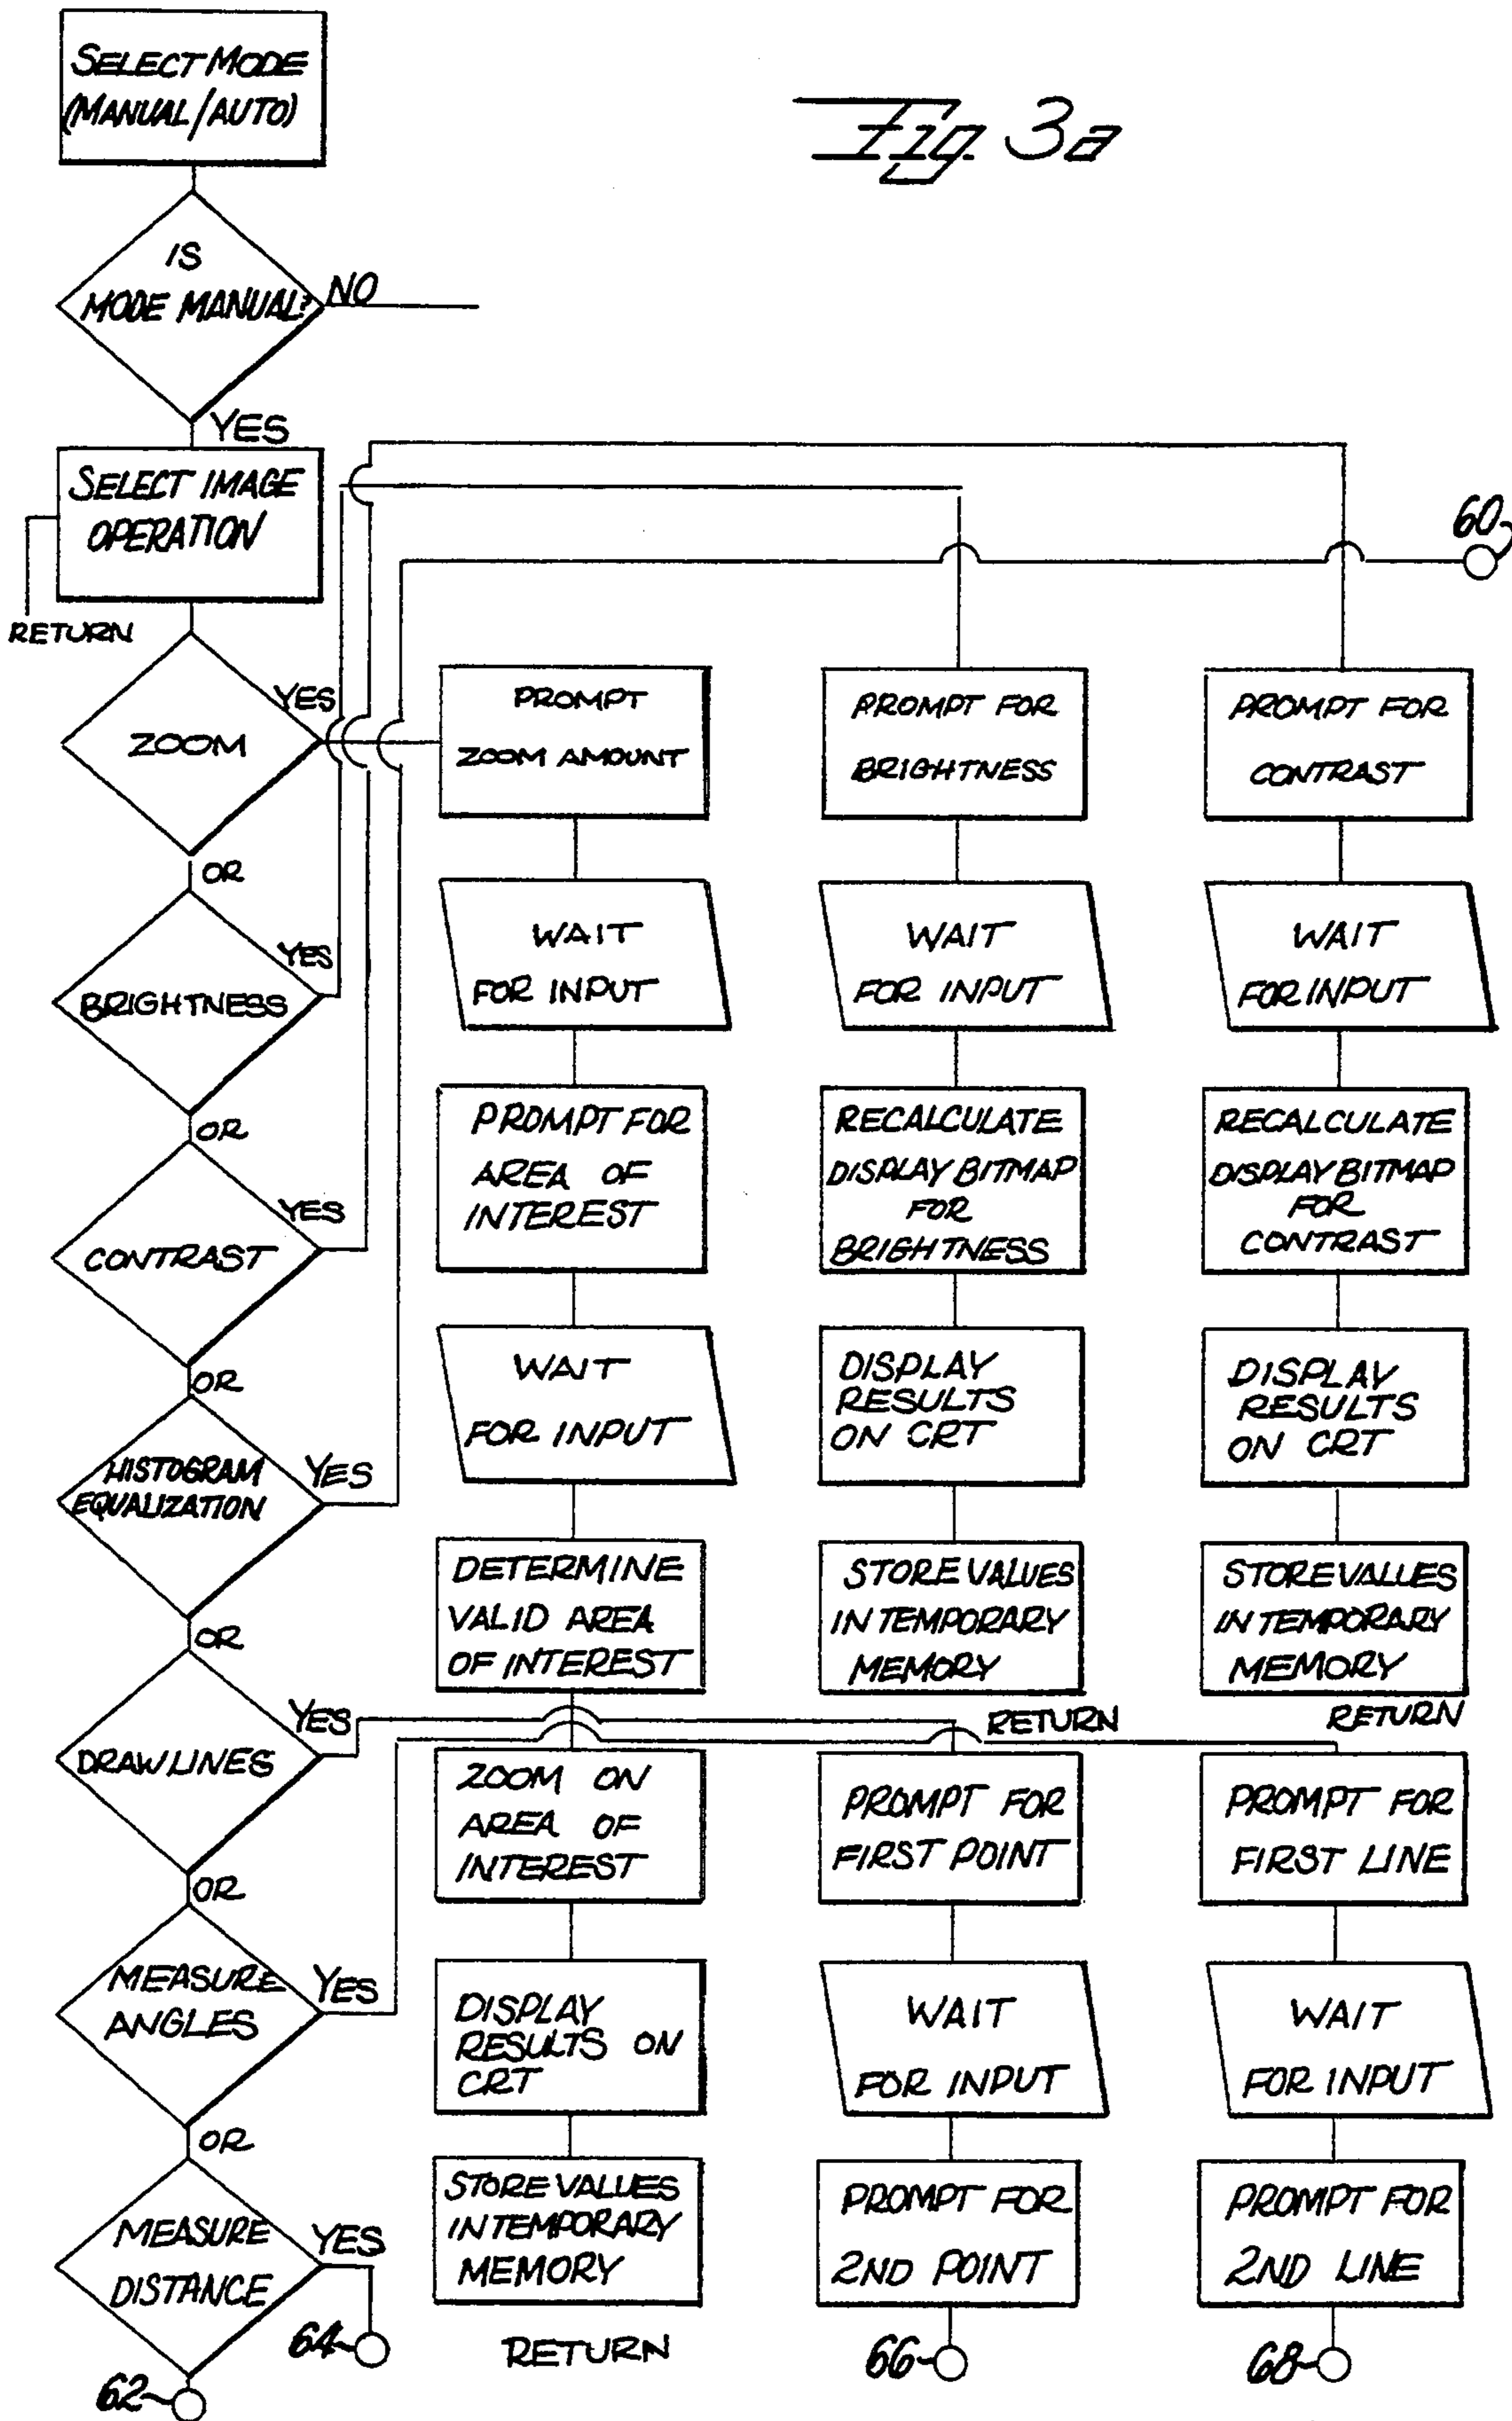 SELECT MODE
(MANUAL/AUTO)
Fig. 3a
IS
MODE MANUAL?
NO
YES
SELECT IMAGE
OPERATION
RETURN
60
ZOOM
YES
OR
BRIGHTNESS
YES
OR
CONTRAST
YES
OR
HISTOGRAM
EQUALIZATION
YES
OR
DRAW LINES
YES
OR
MEASURE
ANGLES
YES
OR
MEASURE
DISTANCE
YES
64
62
PROMPT
ZOOM AMOUNT
WAIT
FOR INPUT
PROMPT FOR
AREA OF
INTEREST
WAIT
FOR INPUT
DETERMINE
VALID AREA
OF INTEREST
ZOOM ON
AREA OF
INTEREST
DISPLAY
RESULTS ON
CRT
STORE VALUES
IN TEMPORARY
MEMORY
RETURN
PROMPT FOR
BRIGHTNESS
WAIT
FOR INPUT
RECALCULATE
DISPLAY BITMAP
FOR
BRIGHTNESS
DISPLAY
RESULTS
ON CRT
STORE VALUES
IN TEMPORARY
MEMORY
RETURN
PROMPT FOR
FIRST POINT
WAIT
FOR INPUT
PROMPT FOR
2ND POINT
66
PROMPT FOR
CONTRAST
WAIT
FOR INPUT
RECALCULATE
DISPLAY BITMAP
FOR
CONTRAST
DISPLAY
RESULTS
ON CRT
STORE VALUES
IN TEMPORARY
MEMORY
RETURN
PROMPT FOR
FIRST LINE
WAIT
FOR INPUT
PROMPT FOR
2ND LINE
68